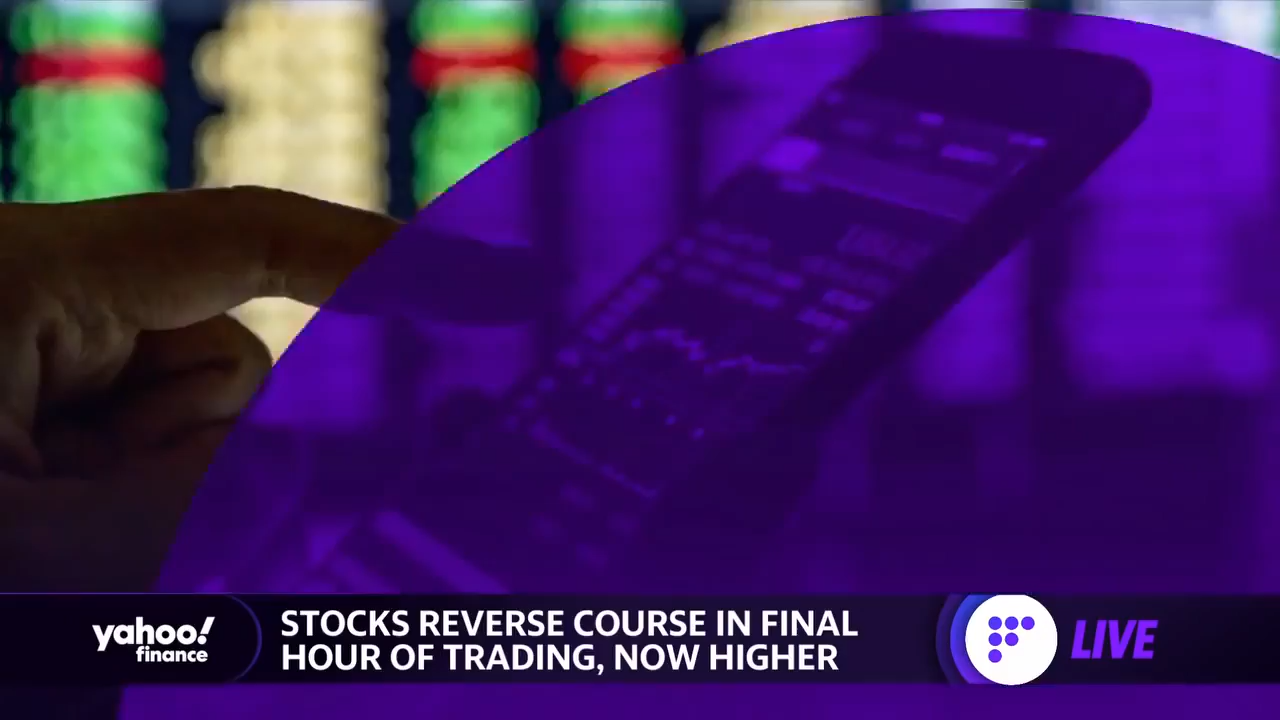 yahoo!
finance
STOCKS REVERSE COURSE IN FINAL
HOUR OF TRADING, NOW HIGHER
LIVE